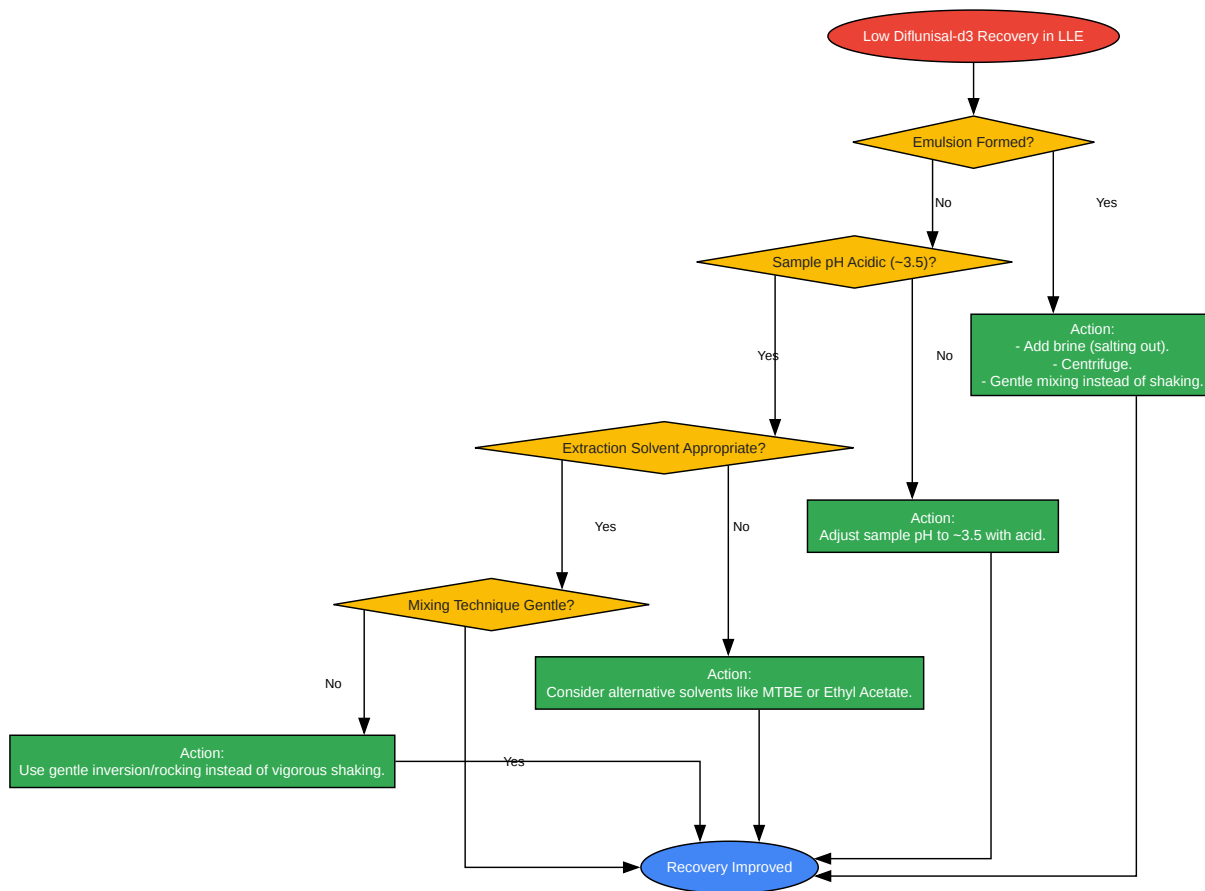 Low Diflunisal-d3 Recovery in LLE
Emulsion Formed?
No
Yes
Sample pH Acidic (~3.5)?
Action:
- Add brine (salting out).
- Centrifuge.
- Gentle mixing instead of shaking.
Yes
No
Extraction Solvent Appropriate?
Action:
Adjust sample pH to ~3.5 with acid.
Yes
No
Mixing Technique Gentle?
Action:
Consider alternative solvents like MTBE or Ethyl Acetate.
No
Action:
Use gentle inversion/rocking instead of vigorous shaking.
Yes
Recovery Improved